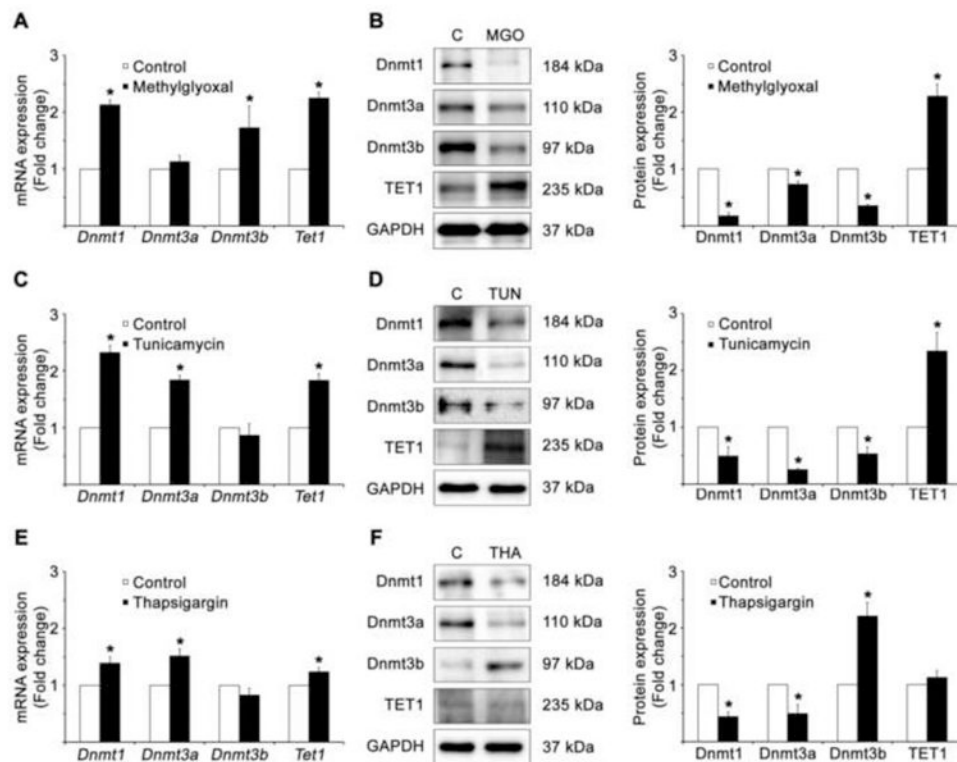 A
mRNA expression
(Fold change)
3
2
1
Control
Methylglyoxal
*
*
*
Dnmt1 Dnmt3a Dnmt3b Tet1
B
C MGO
Dnmt1 184 kDa
Dnmt3a 110 kDa
Dnmt3b 97 kDa
TET1 235 kDa
GAPDH 37 kDa
Protein expression
(Fold change)
3
2
1
Control
Methylglyoxal
*
*
*
*
Dnmt1 Dnmt3a Dnmt3b TET1
C
mRNA expression
(Fold change)
3
2
1
Control
Tunicamycin
*
*
*
Dnmt1 Dnmt3a Dnmt3b Tet1
D
C TUN
Dnmt1 184 kDa
Dnmt3a 110 kDa
Dnmt3b 97 kDa
TET1 235 kDa
GAPDH 37 kDa
Protein expression
(Fold change)
3
2
1
Control
Tunicamycin
*
*
*
*
Dnmt1 Dnmt3a Dnmt3b TET1
E
mRNA expression
(Fold change)
3
2
1
Control
Thapsigargin
*
*
*
Dnmt1 Dnmt3a Dnmt3b Tet1
F
C THA
Dnmt1 184 kDa
Dnmt3a 110 kDa
Dnmt3b 97 kDa
TET1 235 kDa
GAPDH 37 kDa
Protein expression
(Fold change)
3
2
1
Control
Thapsigargin
*
*
*
Dnmt1 Dnmt3a Dnmt3b TET1